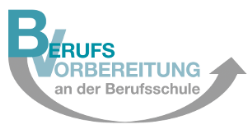 BERUFS
VORBEREITUNG
an der Berufsschule